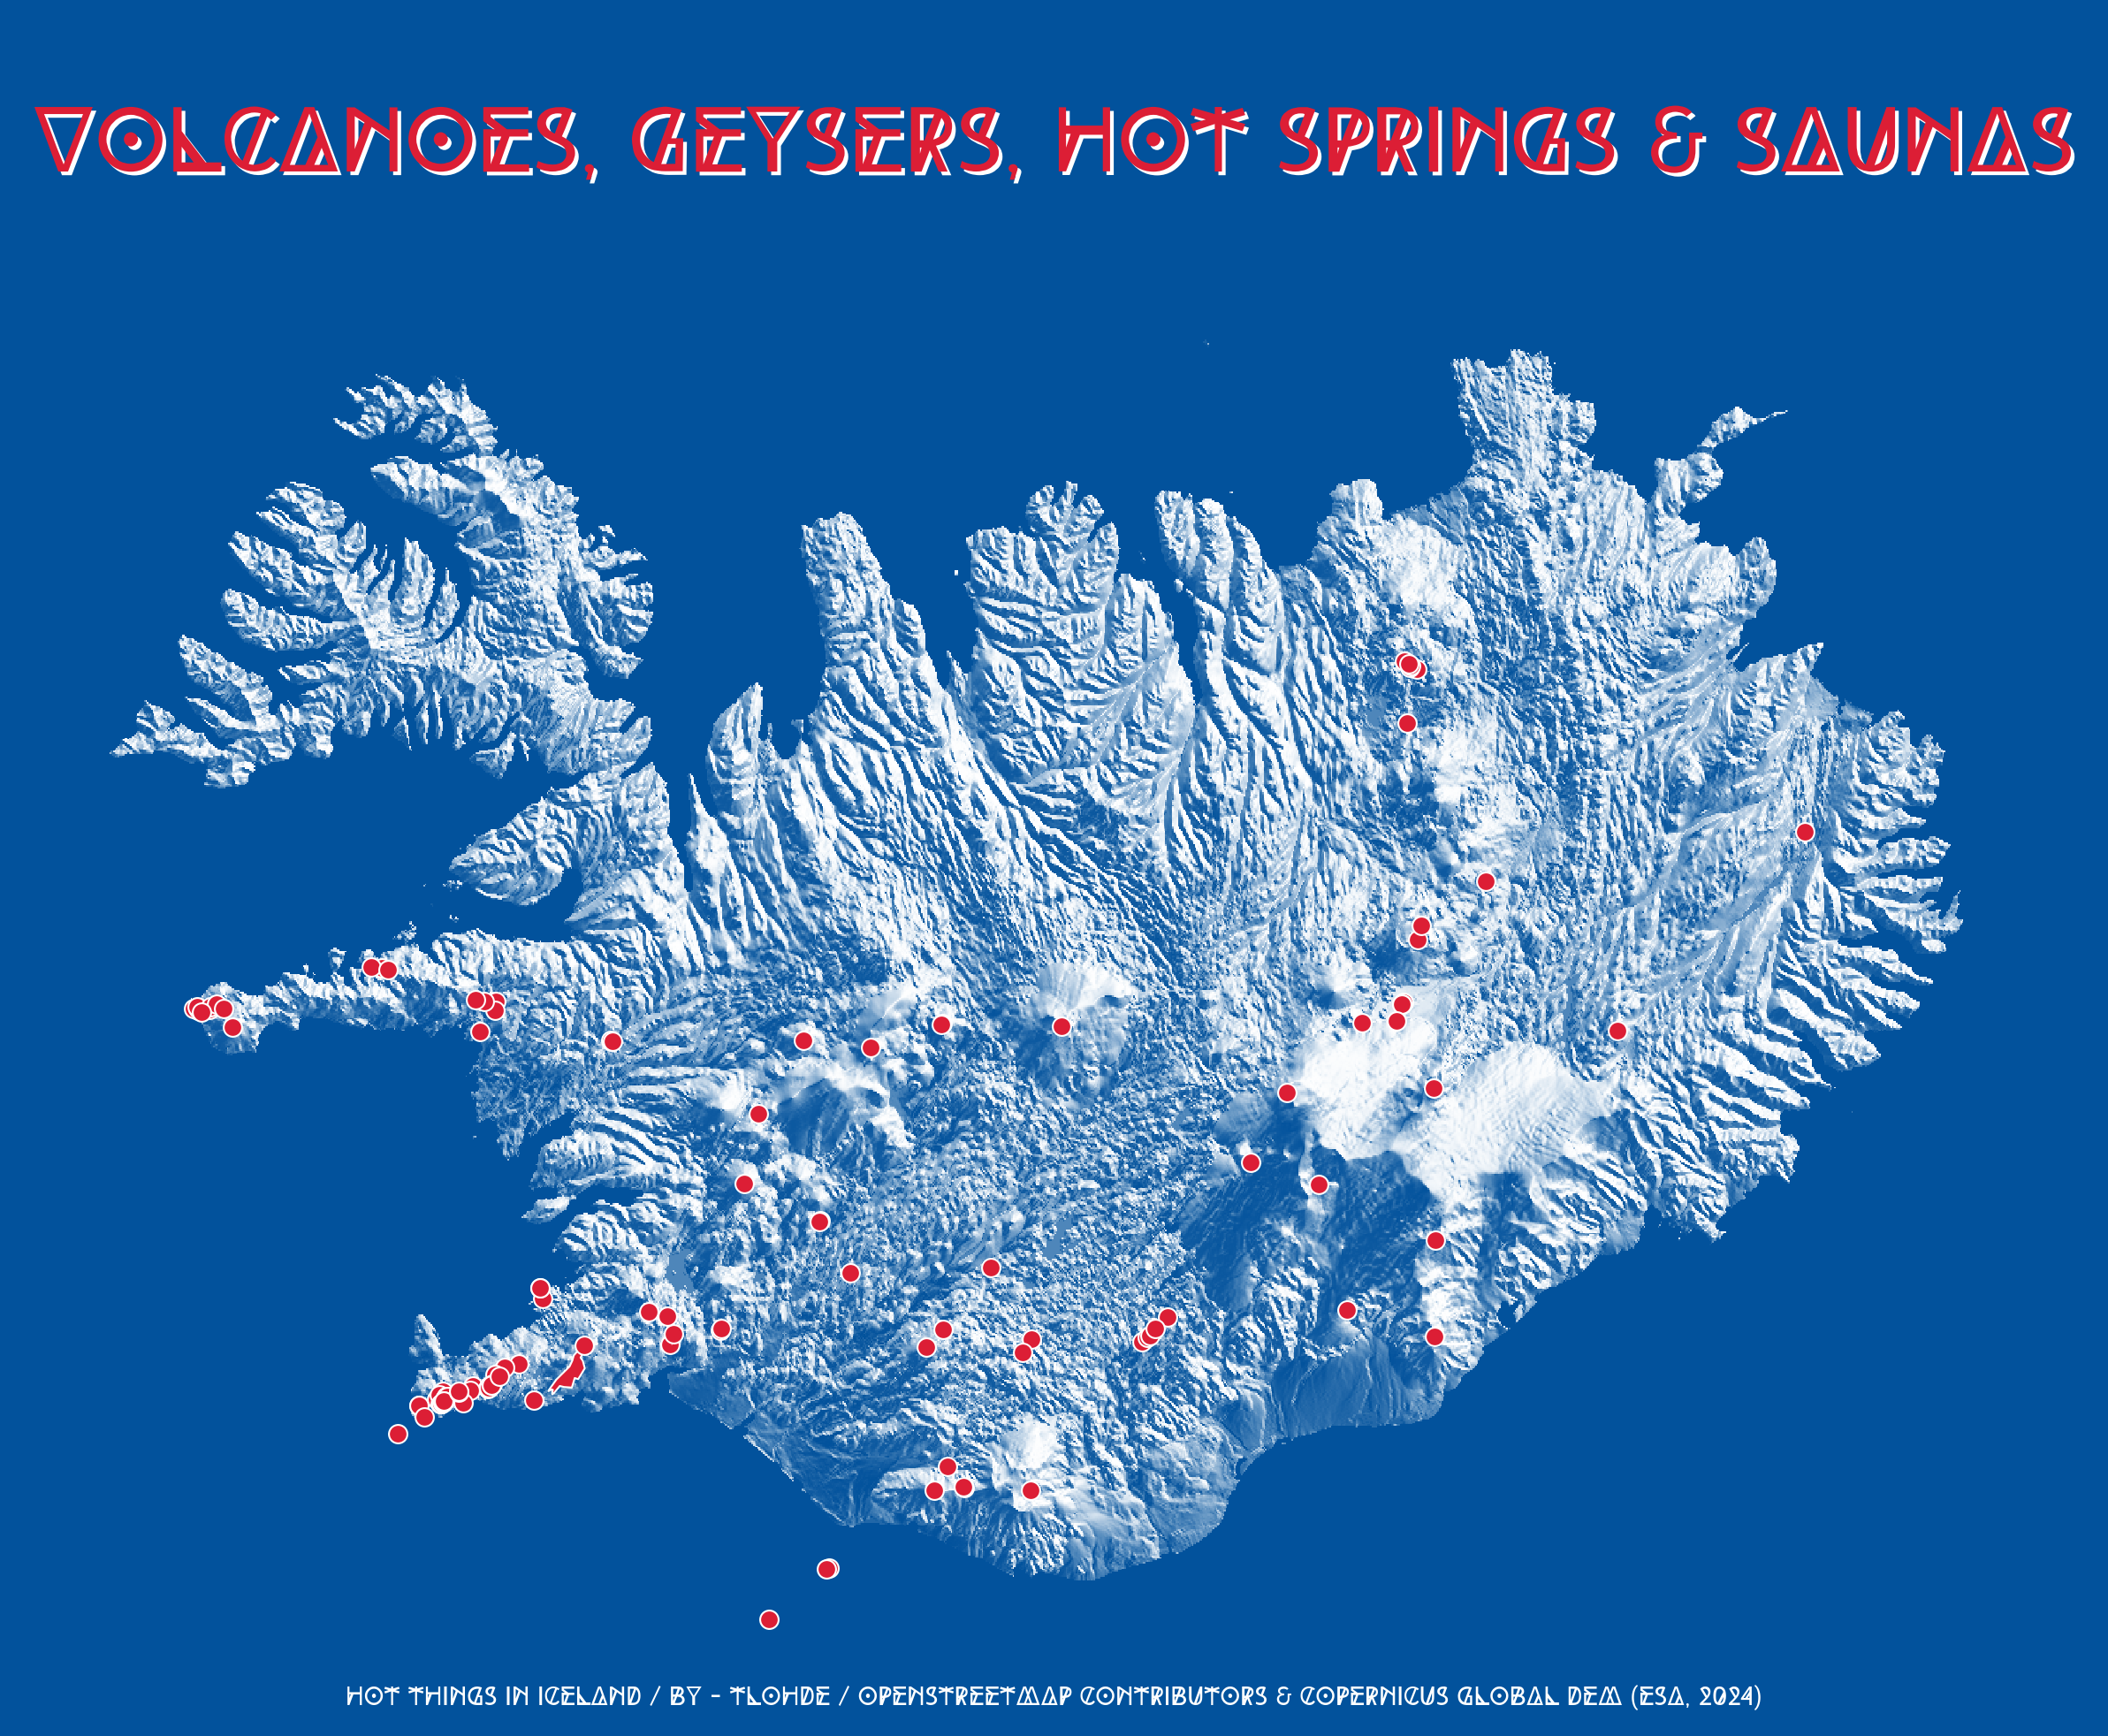 VOLCANOES, GEYSERS, HOT SPRINGS & SAUNAS
HOT THINGS IN ICELAND / BY - TLOHDE / OPENSTREETMAP CONTRIBUTORS & COPERNICUS GLOBAL DEM (ESA, 2024)